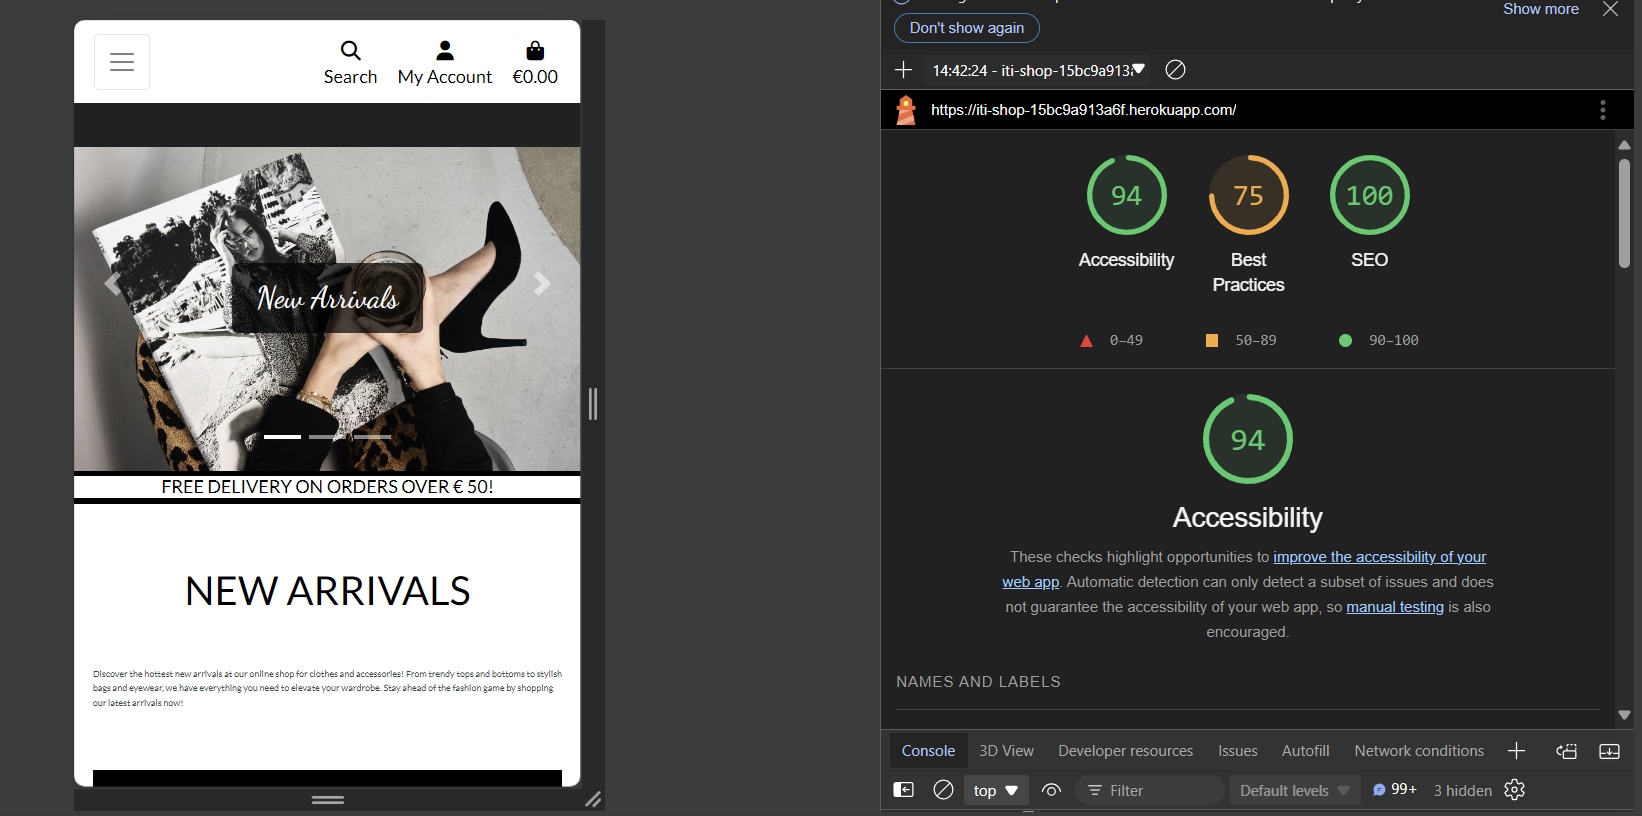 Search
My Account
€0.00
New Arrivals
FREE DELIVERY ON ORDERS OVER € 50!
NEW ARRIVALS
Discover the hottest new arrivals at our online shop for clothes and accessories! From trendy tops and bottoms to stylish
bags and eyewear, we have everything you need to elevate your wardrobe. Stay ahead of the fashion game by shopping
our latest arrivals now!
Show more
Don't show again
14:42:24 - iti-shop-15bc9a913
https://iti-shop-15bc9a913a6f.herokuapp.com/
94
75
100
Accessibility
Best
Practices
SEO
0–49
50–89
90–100
94
Accessibility
These checks highlight opportunities to improve the accessibility of your
web app. Automatic detection can only detect a subset of issues and does
not guarantee the accessibility of your web app, so manual testing is also
encouraged.
NAMES AND LABELS
Console
3D View
Developer resources
Issues
Autofill
Network conditions
top
Filter
Default levels
99+
3 hidden